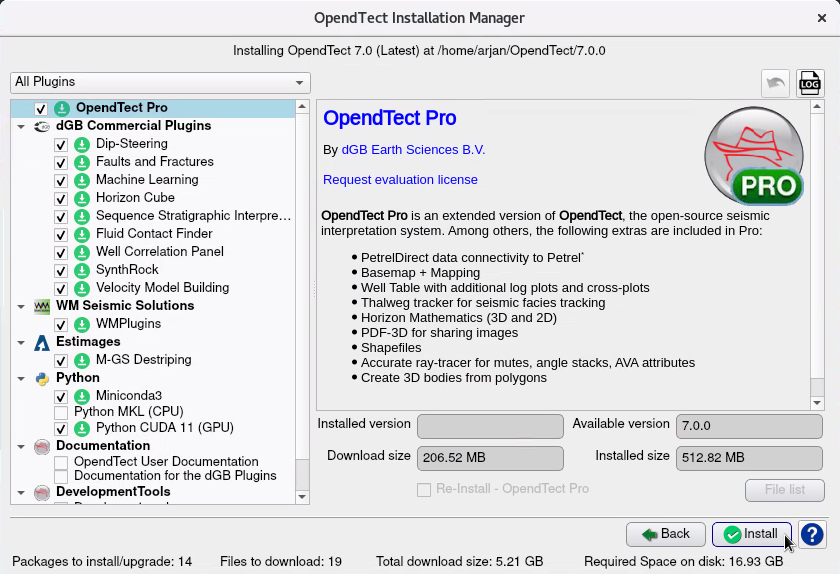 OpendTect Installation Manager
Installing OpendTect 7.0 (Latest) at /home/arjan/OpendTect/7.0.0
All Plugins
LOG
OpendTect Pro
dGB Commercial Plugins
Dip-Steering
Faults and Fractures
Machine Learning
Horizon Cube
Sequence Stratigraphic Interpre...
Fluid Contact Finder
Well Correlation Panel
SynthRock
Velocity Model Building
WM Seismic Solutions
WMPlugins
Estimages
M-GS Destriping
Python
Miniconda3
Python MKL (CPU)
Python CUDA 11 (GPU)
Documentation
OpendTect User Documentation
Documentation for the dGB Plugins
DevelopmentTools
OpendTect Pro
By dGB Earth Sciences B.V.
Request evaluation license
PRO
OpendTect Pro is an extended version of OpendTect, the open-source seismic
interpretation system. Among others, the following extras are included in Pro:
• PetrelDirect data connectivity to Petrel*
• Basemap + Mapping
• Well Table with additional log plots and cross-plots
• Thalweg tracker for seismic facies tracking
• Horizon Mathematics (3D and 2D)
• PDF-3D for sharing images
• Shapefiles
• Accurate ray-tracer for mutes, angle stacks, AVA attributes
• Create 3D bodies from polygons
Installed version
Available version 7.0.0
Download size 206.52 MB
Installed size 512.82 MB
Re-Install - OpendTect Pro
File list
Back
Install
?
Packages to install/upgrade: 14 Files to download: 19 Total download size: 5.21 GB Required Space on disk: 16.93 GB